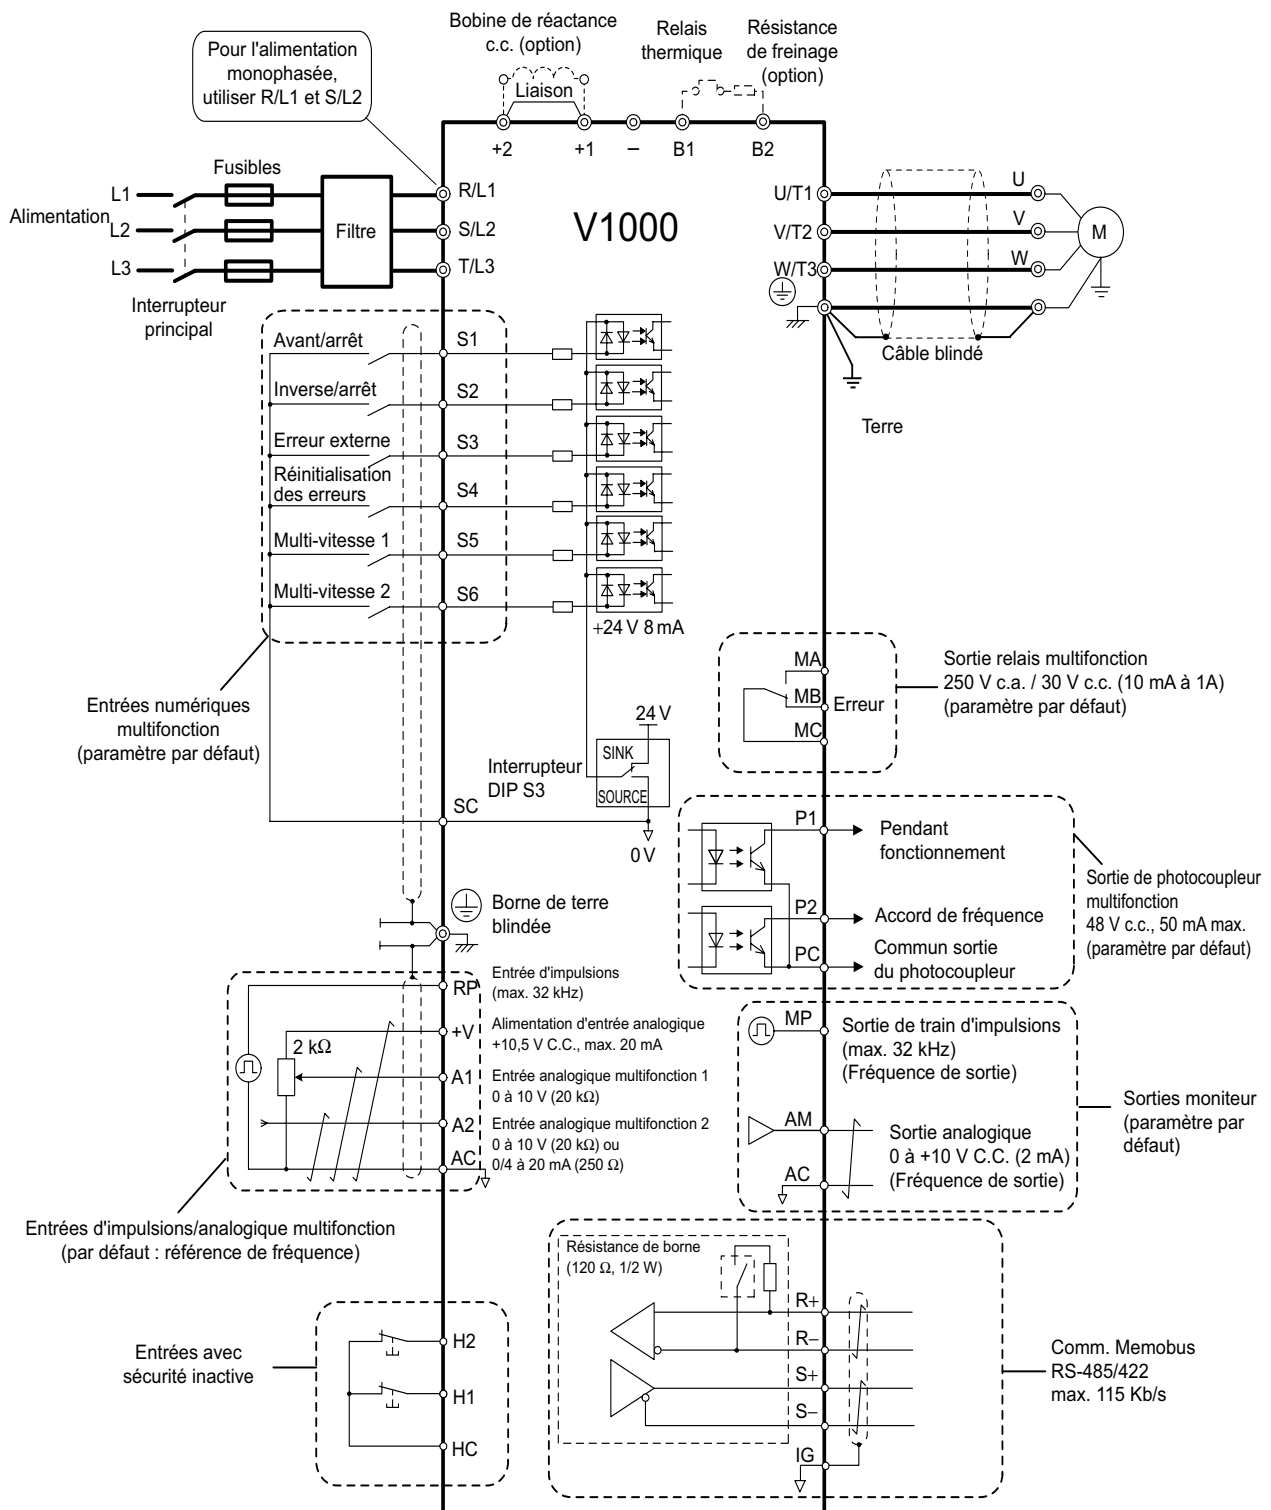 Bobine de réactance
c.c. (option)
Relais
thermique
Résistance
de freinage
(option)
Pour l'alimentation
monophasée,
utiliser R/L1 et S/L2
Liaison
+2
+1
–
B1
B2
Fusibles
L1
Alimentation
L2
L3
Filtre
R/L1
S/L2
T/L3
V1000
U/T1
V/T2
W/T3
U
V
W
M
Interrupteur
principal
Câble blindé
Terre
Avant/arrêt
S1
Inverse/arrêt
S2
Erreur externe
S3
Réinitialisation
des erreurs
S4
Multi-vitesse 1
S5
Multi-vitesse 2
S6
+24 V 8 mA
Entrées numériques
multifonction
(paramètre par défaut)
MA
MB
MC
Erreur
Sortie relais multifonction
250 V c.a. / 30 V c.c. (10 mA à 1A)
(paramètre par défaut)
24 V
Interrupteur
DIP S3
SINK
SOURCE
SC
0 V
P1
Pendant
fonctionnement
P2
Accord de fréquence
PC
Commun sortie
du photocoupleur
Sortie de photocoupleur
multifonction
48 V c.c., 50 mA max.
(paramètre par défaut)
Borne de terre
blindée
RP
Entrée d'impulsions
(max. 32 kHz)
+V
Alimentation d'entrée analogique
+10,5 V C.C., max. 20 mA
2 kΩ
A1
Entrée analogique multifonction 1
0 à 10 V (20 kΩ)
A2
Entrée analogique multifonction 2
0 à 10 V (20 kΩ) ou
0/4 à 20 mA (250 Ω)
AC
Entrées d'impulsions/analogique multifonction
(par défaut : référence de fréquence)
MP
Sortie de train d'impulsions
(max. 32 kHz)
(Fréquence de sortie)
AM
Sortie analogique
0 à +10 V C.C. (2 mA)
(Fréquence de sortie)
AC
Sorties moniteur
(paramètre par
défaut)
Résistance de borne
(120 Ω, 1/2 W)
R+
R–
S+
S–
IG
Comm. Memobus
RS-485/422
max. 115 Kb/s
Entrées avec
sécurité inactive
H2
H1
HC